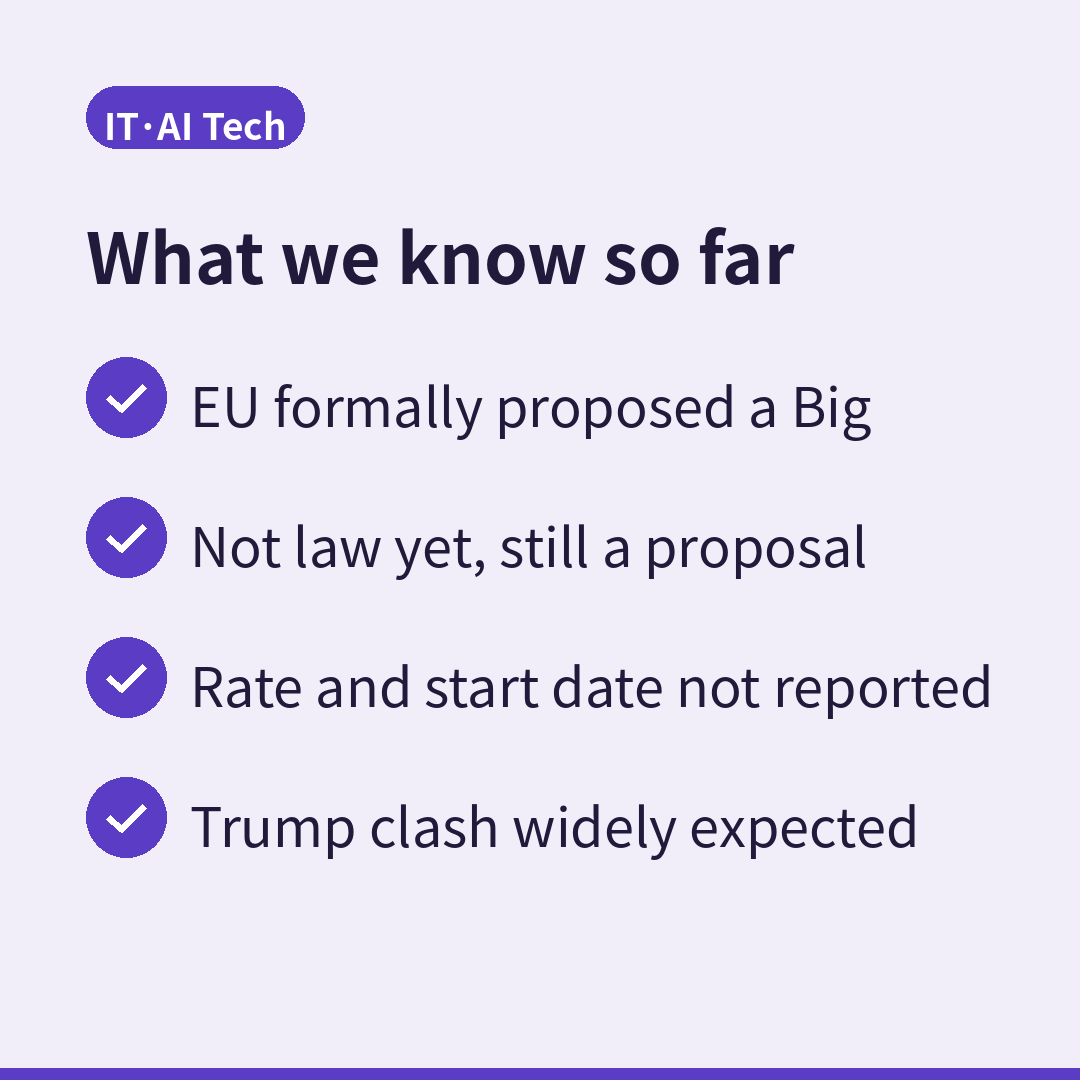 IT·AI Tech
What we know so far
EU formally proposed a Big
Not law yet, still a proposal
Rate and start date not reported
Trump clash widely expected